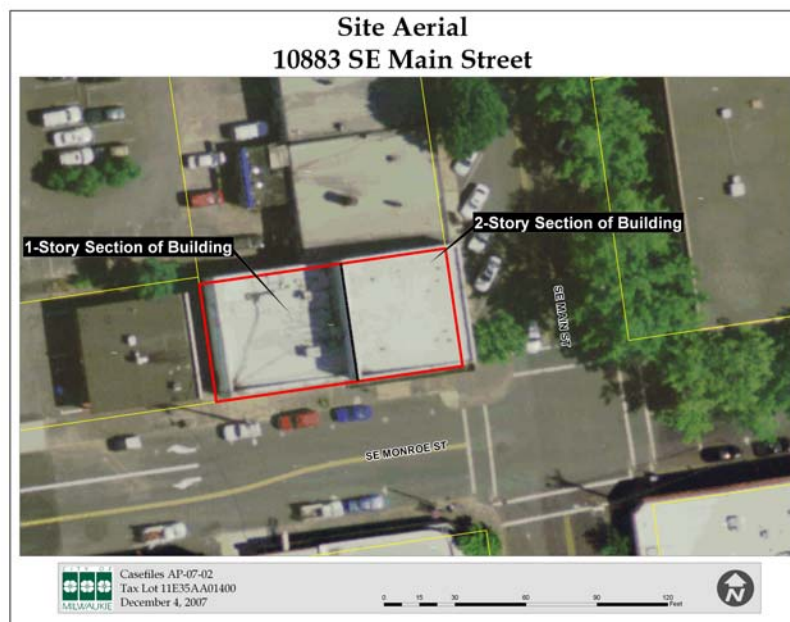 Site Aerial
10883 SE Main Street
2-Story Section of Building
1-Story Section of Building
SE MAIN ST
SE MONROE ST
CITY OF
MILWAUKIE
Casefiles AP-07-02
Tax Lot 11E35AA01400
December 4, 2007
0 15 30 60 90 120
Feet